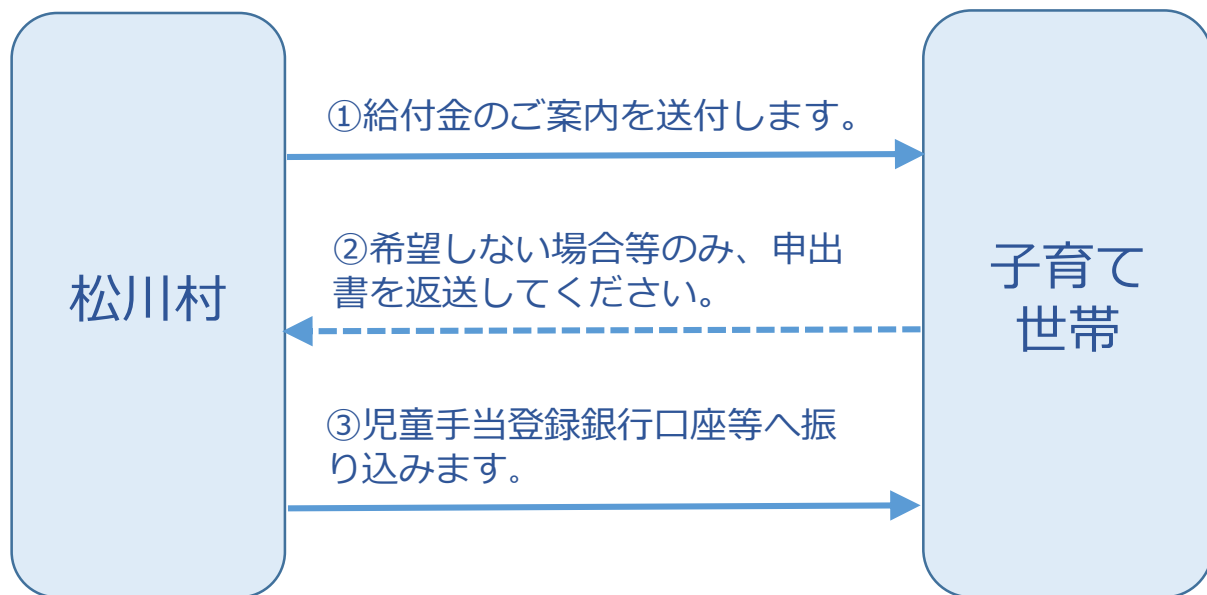 ①給付金のご案内を送付します。
②希望しない場合等のみ、申出
書を返送してください。
松川村
子育て
世帯
③児童手当登録銀行口座等へ振
り込みます。